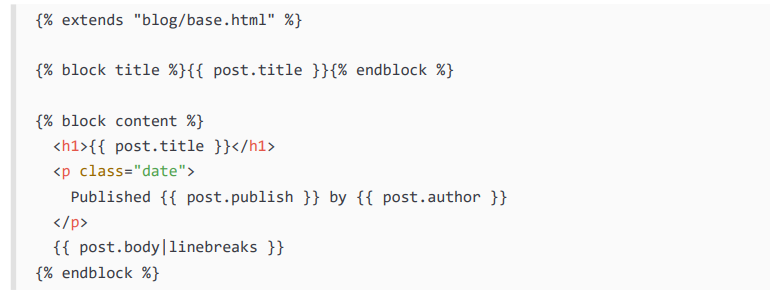 {% extends "blog/base.html" %}
{% block title %}{{ post.title }}{% endblock %}
{% block content %}
<h1>{{ post.title }}</h1>
<p class="date">
Published {{ post.publish }} by {{ post.author }}
</p>
{{ post.body|linebreaks }}
{% endblock %}